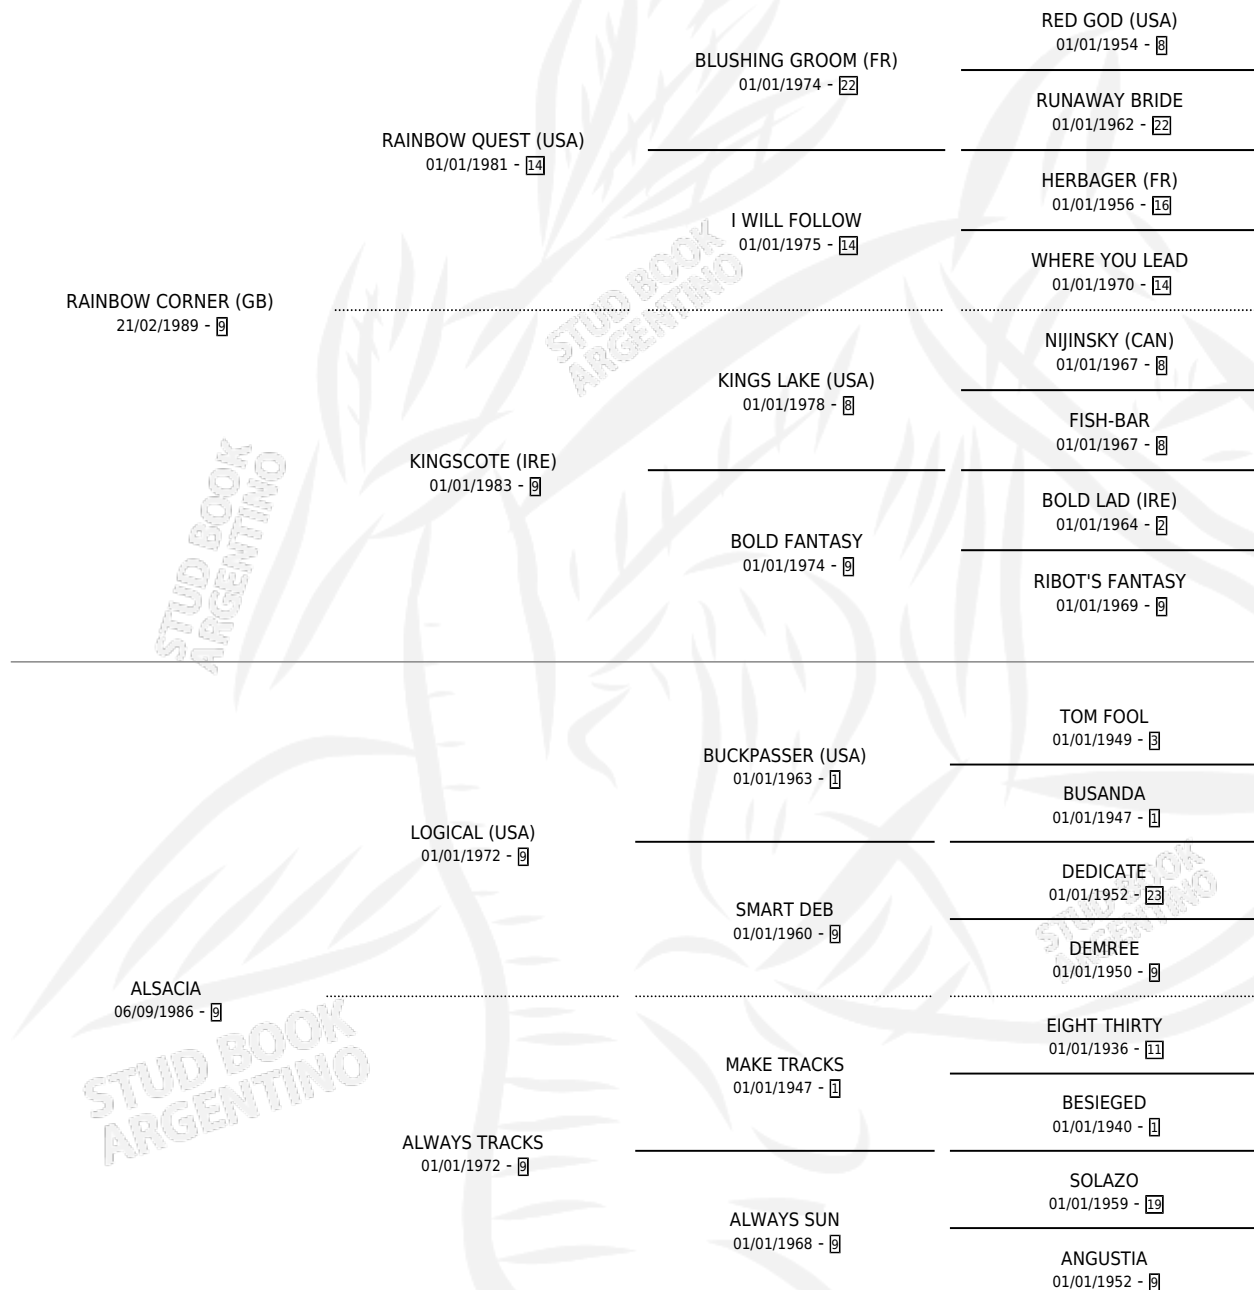 RED GOD (USA)
01/01/1954 - 8
BLUSHING GROOM (FR)
01/01/1974 - 22
RUNAWAY BRIDE
01/01/1962 - 22
RAINBOW QUEST (USA)
01/01/1981 - 14
HERBAGER (FR)
01/01/1956 - 16
I WILL FOLLOW
01/01/1975 - 14
WHERE YOU LEAD
01/01/1970 - 14
RAINBOW CORNER (GB)
21/02/1989 - 9
STUD BOOK
ARGENTINO
NIJINSKY (CAN)
01/01/1967 - 8
KINGS LAKE (USA)
01/01/1978 - 8
FISH-BAR
01/01/1967 - 8
KINGSCOTE (IRE)
01/01/1983 - 9
BOLD LAD (IRE)
01/01/1964 - 2
BOLD FANTASY
01/01/1974 - 9
RIBOT'S FANTASY
01/01/1969 - 9
STUD BOOK
ARGENTINO
TOM FOOL
01/01/1949 - 3
BUCKPASSER (USA)
01/01/1963 - 1
BUSANDA
01/01/1947 - 1
LOGICAL (USA)
01/01/1972 - 9
DEDICATE
01/01/1952 - 23
SMART DEB
01/01/1960 - 9
DEMREE
01/01/1950 - 9
STUD BOOK
ARGENTINO
ALSACIA
06/09/1986 - 9
EIGHT THIRTY
01/01/1936 - 11
MAKE TRACKS
01/01/1947 - 1
BESIEGED
01/01/1940 - 1
STUD BOOK
ARGENTINO
ALWAYS TRACKS
01/01/1972 - 9
SOLAZO
01/01/1959 - 19
ALWAYS SUN
01/01/1968 - 9
ANGUSTIA
01/01/1952 - 9